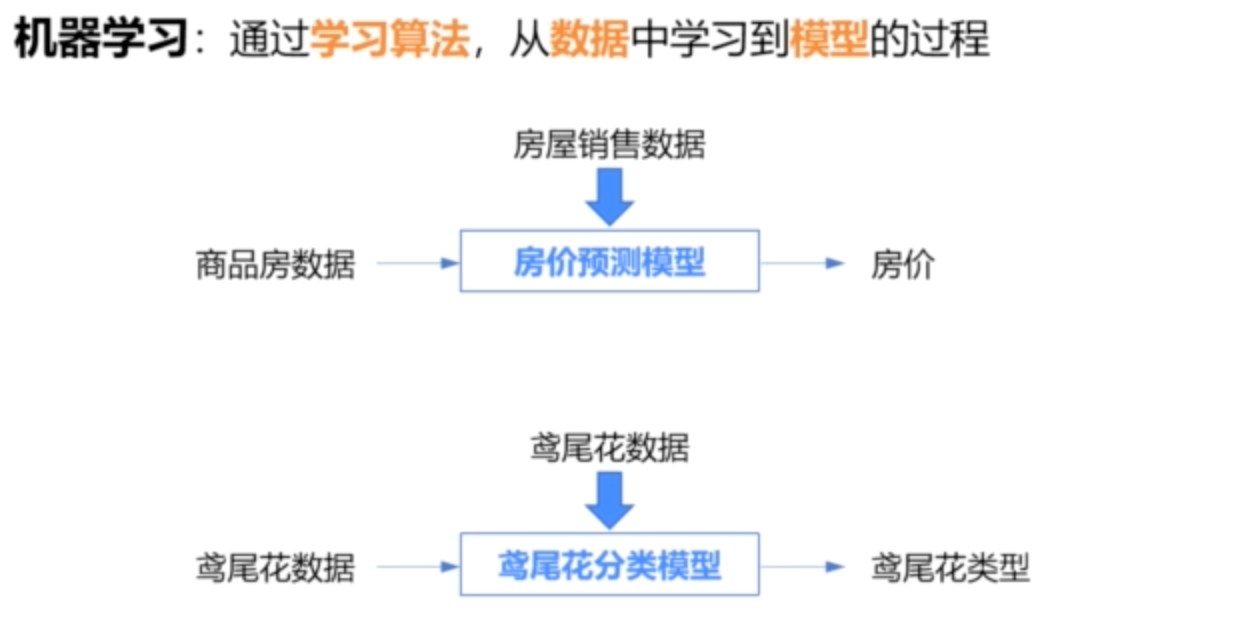 机器学习：通过学习算法，从数据中学习到模型的过程
房屋销售数据
商品房数据 房价预测模型 房价
鸢尾花数据
鸢尾花数据 鸢尾花分类模型 鸢尾花类型